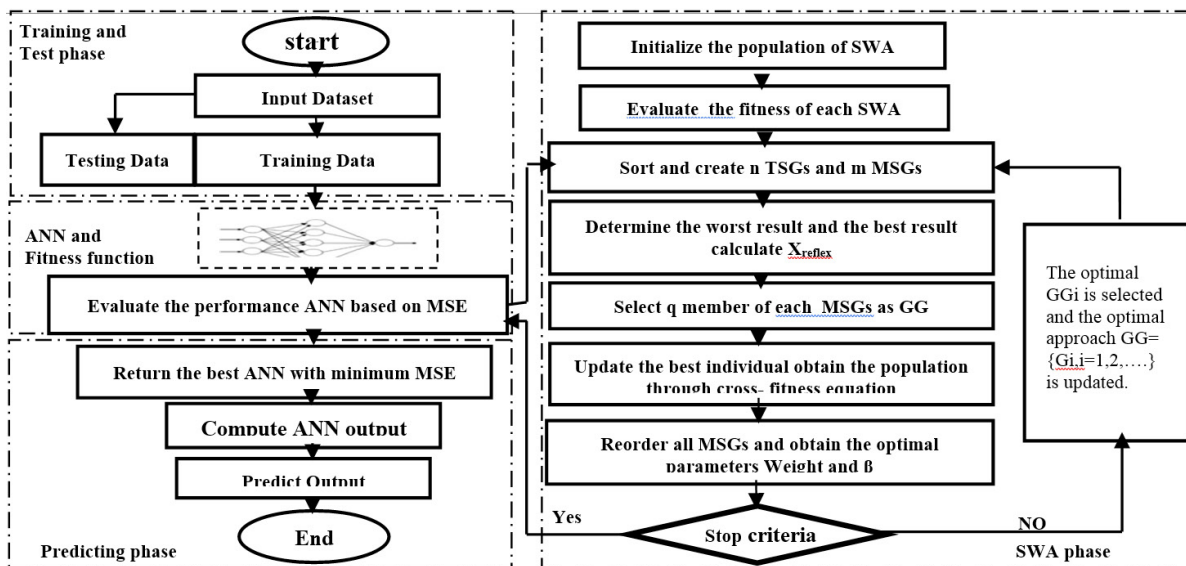 Training and
Test phase
start
Input Dataset
Testing Data
Training Data
ANN and
Fitness function
Evaluate the performance ANN based on MSE
Return the best ANN with minimum MSE
Compute ANN output
Predict Output
End
Predicting phase
Initialize the population of SWA
Evaluate the fitness of each SWA
Sort and create n TSGs and m MSGs
Determine the worst result and the best result
calculate Xreflex
Select q member of each MSGs as GG
Update the best individual obtain the population
through cross- fitness equation
Reorder all MSGs and obtain the optimal
parameters Weight and ß
Stop criteria
Yes
NO
SWA phase
The optimal
GGi is selected
and the optimal
approach GG=
{Gi,i=1,2,….}
is updated.